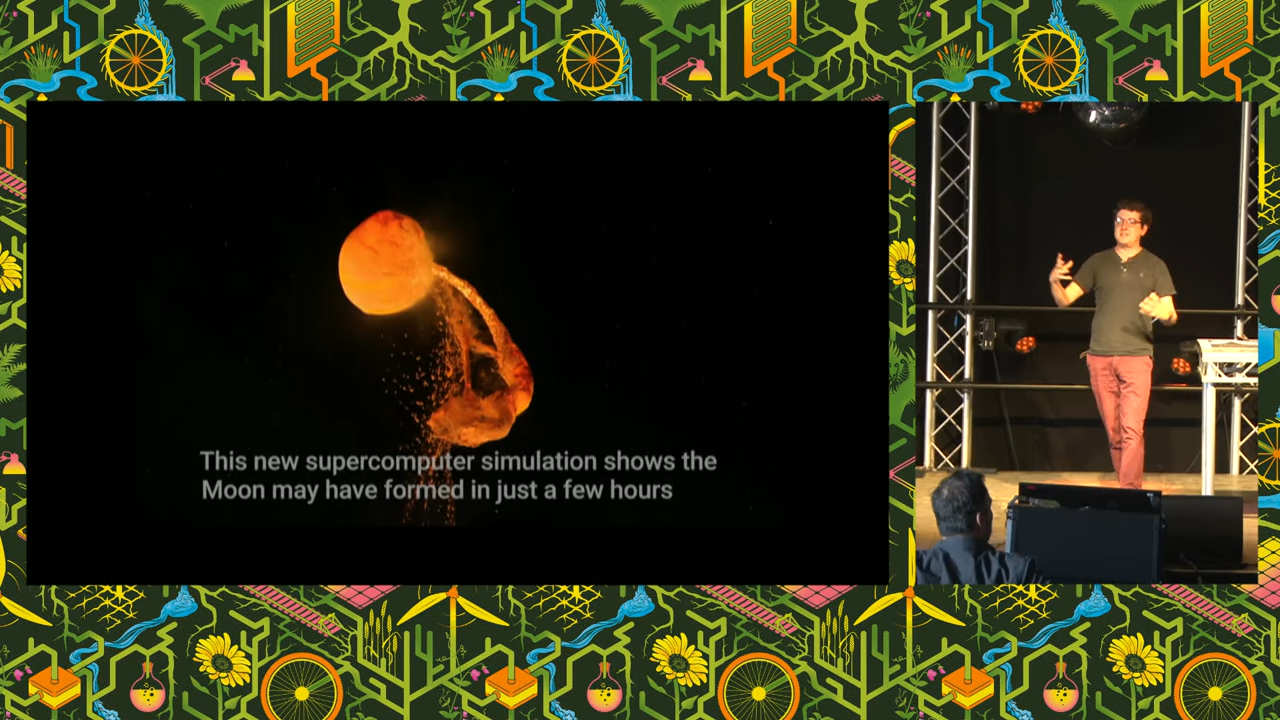 This new supercomputer simulation shows the
Moon may have formed in just a few hours